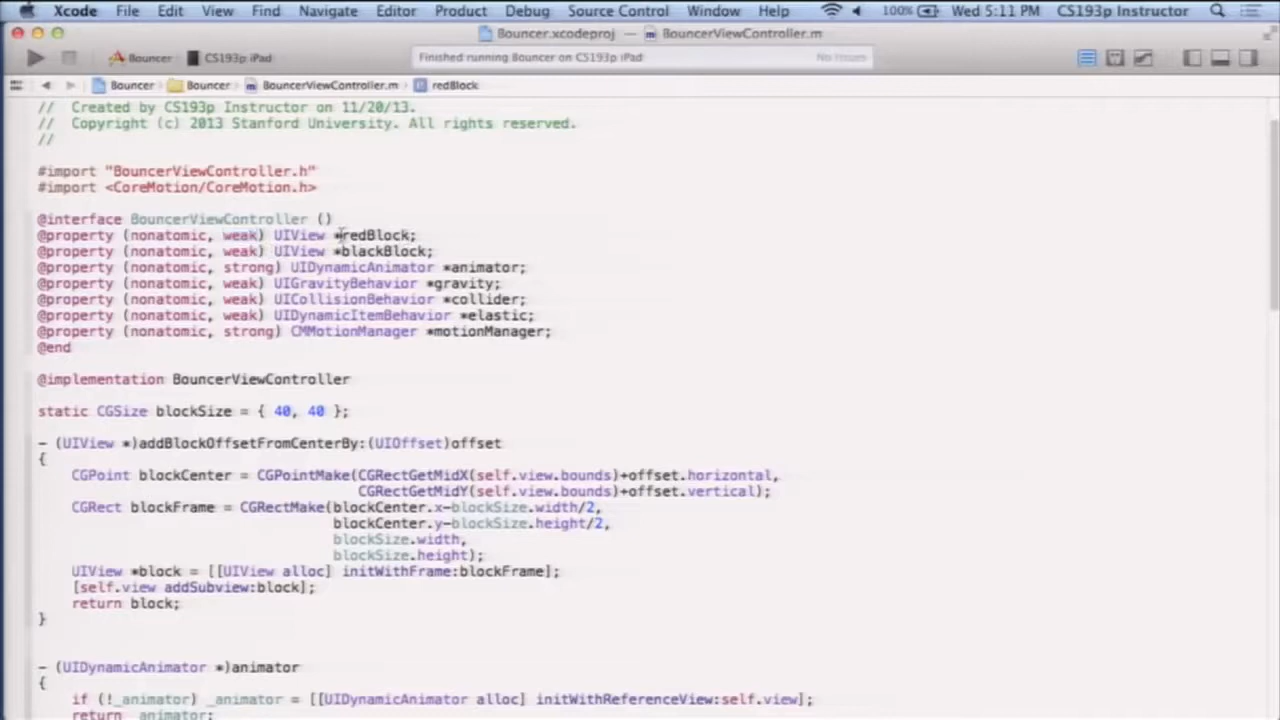 Xcode File Edit View Find Navigate Editor Product Debug Source Control Window Help 100% Wed 5:11 PM CS193p Instructor
Bouncer.xcodeproj — BouncerViewController.m
Bouncer CS193p iPad Finished running Bouncer on CS193p iPad No Issues
Bouncer Bouncer BouncerViewController.m redBlock
// Created by CS193p Instructor on 11/20/13.
// Copyright (c) 2013 Stanford University. All rights reserved.
//
#import "BouncerViewController.h"
#import <CoreMotion/CoreMotion.h>
@interface BouncerViewController ()
@property (nonatomic, weak) UIView *redBlock;
@property (nonatomic, weak) UIView *blackBlock;
@property (nonatomic, strong) UIDynamicAnimator *animator;
@property (nonatomic, weak) UIGravityBehavior *gravity;
@property (nonatomic, weak) UICollisionBehavior *collider;
@property (nonatomic, weak) UIDynamicItemBehavior *elastic;
@property (nonatomic, strong) CMMotionManager *motionManager;
@end
@implementation BouncerViewController
static CGSize blockSize = { 40, 40 };
- (UIView *)addBlockOffsetFromCenterBy:(UIOffset)offset
{
CGPoint blockCenter = CGPointMake(CGRectGetMidX(self.view.bounds)+offset.horizontal,
CGRectGetMidY(self.view.bounds)+offset.vertical);
CGRect blockFrame = CGRectMake(blockCenter.x-blockSize.width/2,
blockCenter.y-blockSize.height/2,
blockSize.width,
blockSize.height);
UIView *block = [[UIView alloc] initWithFrame:blockFrame];
[self.view addSubview:block];
return block;
}
- (UIDynamicAnimator *)animator
{
if (!_animator) _animator = [[UIDynamicAnimator alloc] initWithReferenceView:self.view];
return _animator;